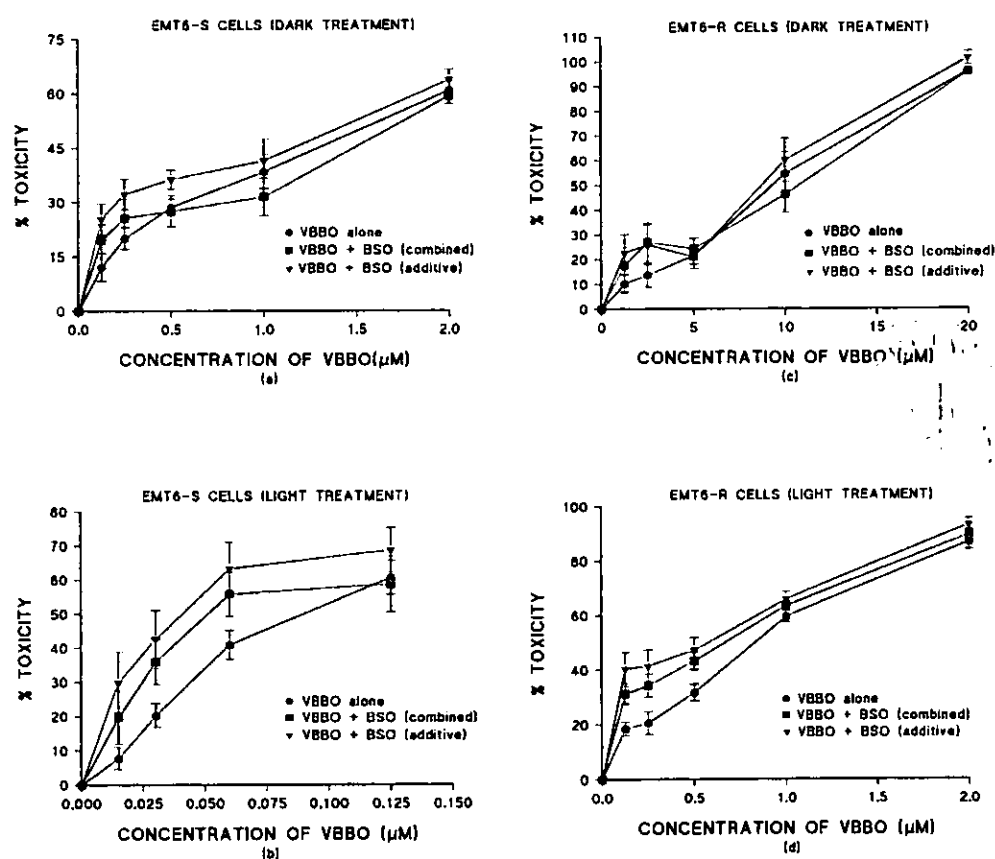 EMT6-S CELLS (DARK TREATMENT)
75
60
45
30
15
0
% TOXICITY
VBBO alone
VBBO + BSO (combined)
VBBO + BSO (additive)
0.0 0.5 1.0 1.5 2.0
CONCENTRATION OF VBBO(µM)
(a)
EMT6-R CELLS (DARK TREATMENT)
110
100
90
80
70
60
50
40
30
20
10
0
% TOXICITY
VBBO alone
VBBO + BSO (combined)
VBBO + BSO (additive)
0 5 10 15 20
CONCENTRATION OF VBBO (µM)
(c)
EMT6-S CELLS (LIGHT TREATMENT)
80
70
60
50
40
30
20
10
0
% TOXICITY
VBBO alone
VBBO + BSO (combined)
VBBO + BSO (additive)
0.000 0.025 0.050 0.075 0.100 0.125 0.150
CONCENTRATION OF VBBO (µM)
(b)
EMT6-R CELLS (LIGHT TREATMENT)
100
80
60
40
20
0
% TOXICITY
VBBO alone
VBBO + BSO (combined)
VBBO + BSO (additive)
0.0 0.5 1.0 1.5 2.0
CONCENTRATION OF VBBO (µM)
(d)